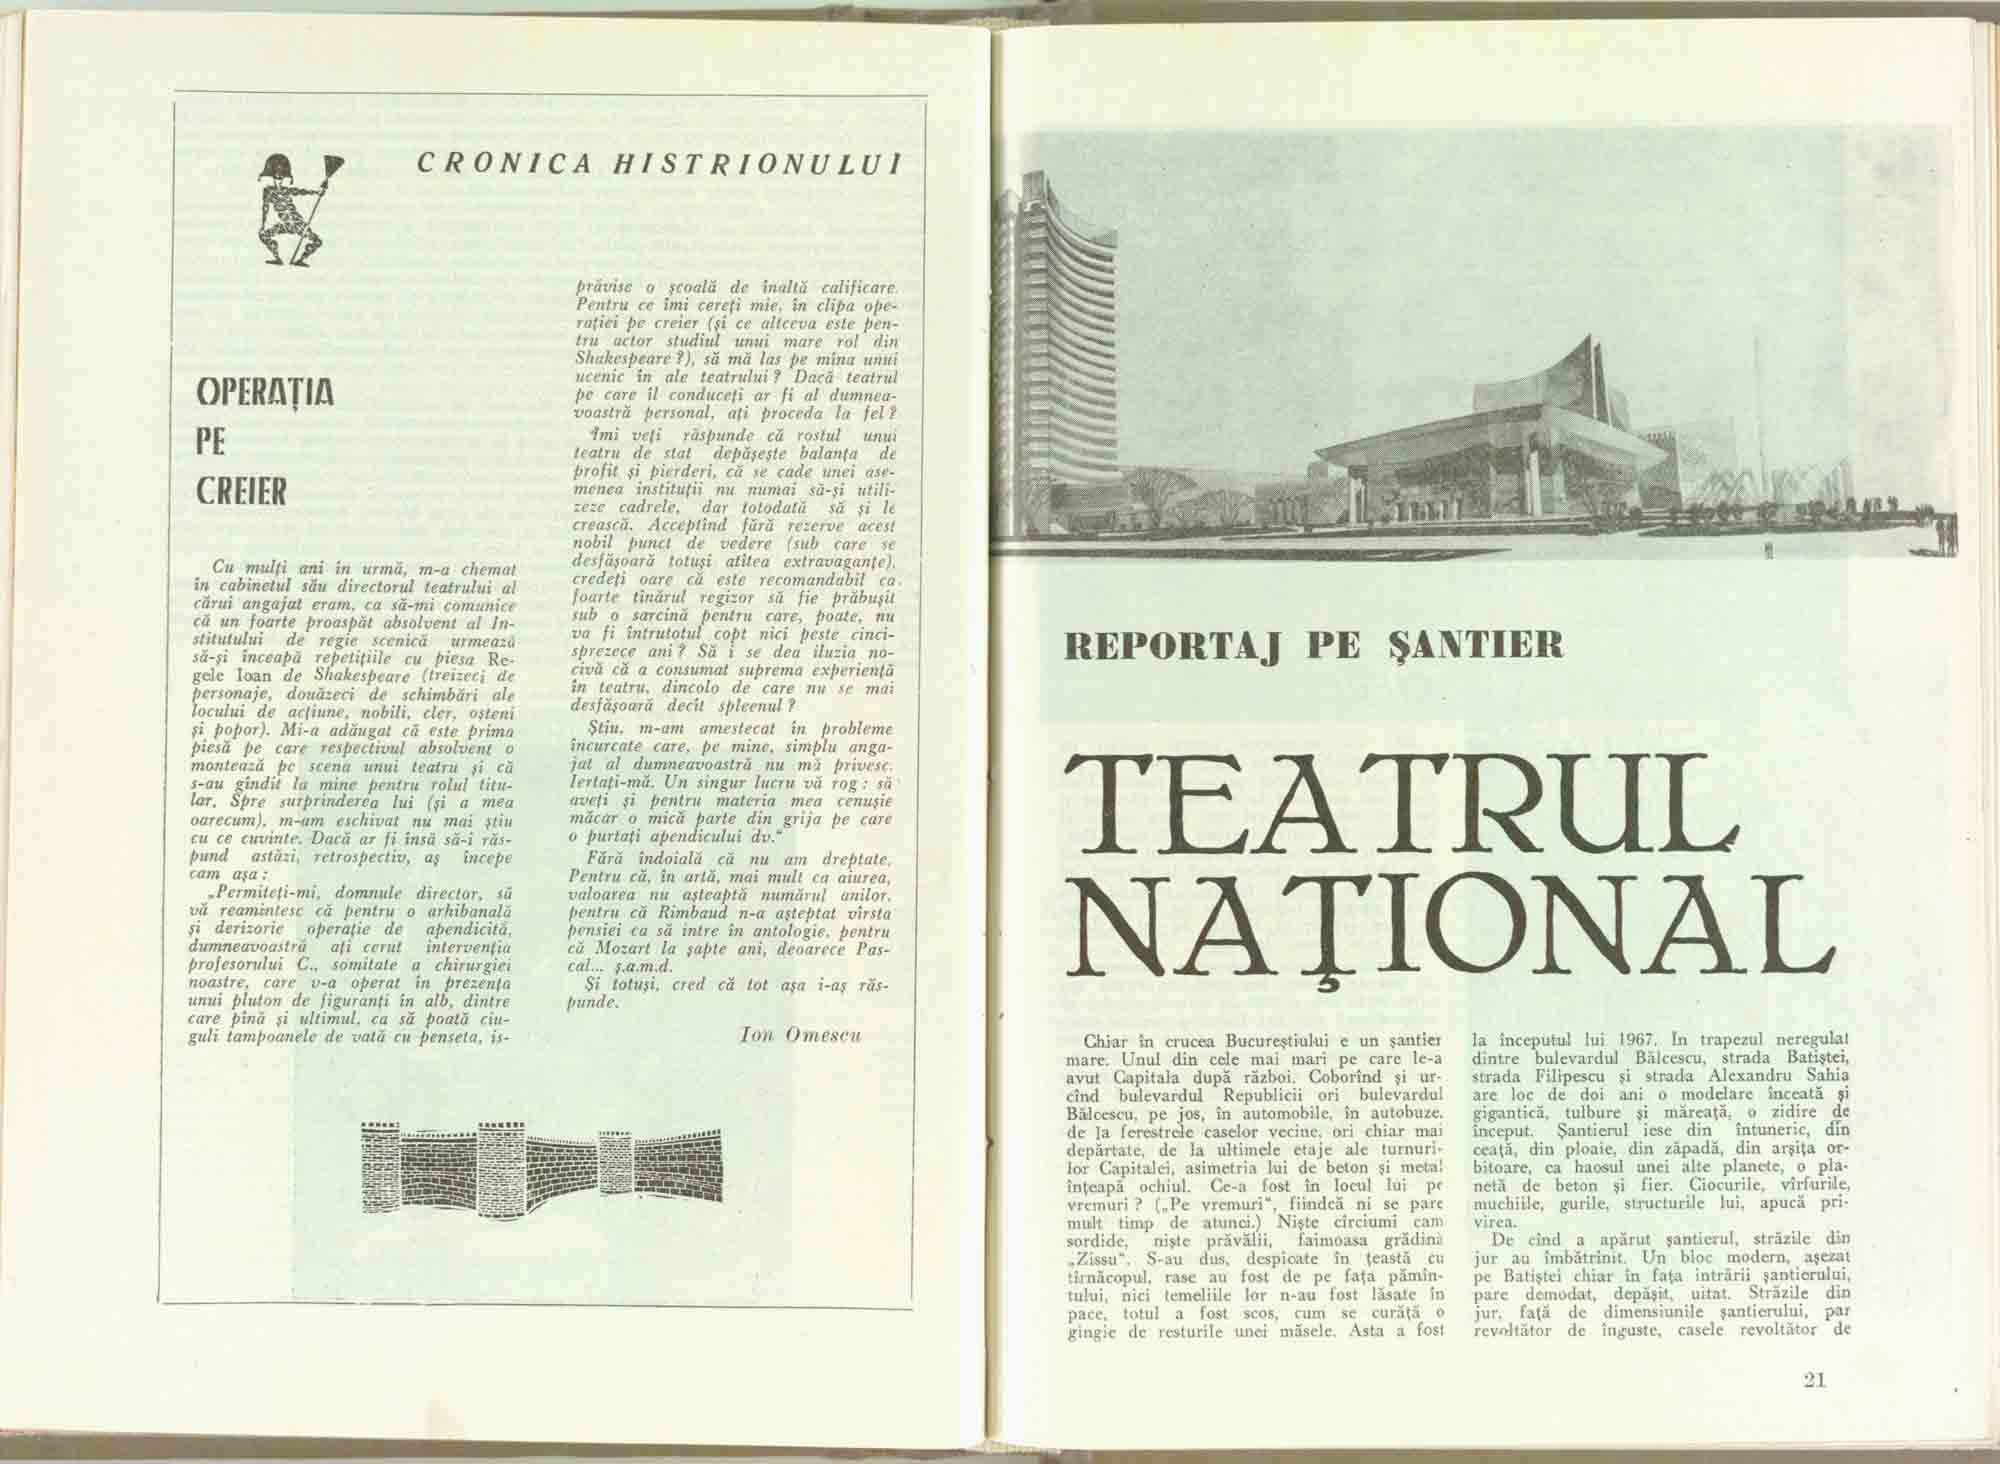 CRONICA HISTRIONULUI
OPERAȚIA
PE
CREIER
Cu mulți ani în urmă, m-a chemat
în cabinetul său directorul teatrului al
cărui angajat eram, ca să-mi comunice
că un foarte proaspăt absolvent al In-
stitutului de regie scenică urmează
să-și înceapă repetițiile cu piesa Re-
gele Ioan de Shakespeare (treizeci de
personaje, douăzeci de schimbări ale
locului de acțiune, nobili, cler, oșteni
și popor). Mi-a adăugat că este prima
piesă pe care respectivul absolvent o
montează pe scena unui teatru și că
s-au gîndit la mine pentru rolul titu-
lar. Spre surprinderea lui (și a mea
oarecum), m-am eschivat nu mai știu
cu ce cuvinte. Dacă ar fi însă să-i răs-
pund astăzi, retrospectiv, aș începe
cam așa :
„Permiteți-mi, domnule director, să
vă reamintesc că pentru o arhibanală
și derizorie operație de apendicită,
dumneavoastră ați cerut intervenția
profesorului C., somitate a chirurgiei
noastre, care v-a operat în prezența
unui pluton de figuranți în alb, dintre
care pînă și ultimul, ca să poată ciu-
guli tampoanele de vată cu penseta, is-
prăvise o școală de înaltă calificare.
Pentru ce îmi cereți mie, în clipa ope-
rației pe creier (și ce altceva este pen-
tru actor studiul unui mare rol din
Shakespeare ?), să mă las pe mîna unui
ucenic în ale teatrului ? Dacă teatrul
pe care îl conduceți ar fi al dumnea-
voastră personal, ați proceda la fel ?
Îmi veți răspunde că rostul unui
teatru de stat depășește balanța de
profit și pierderi, că se cade unei ase-
menea instituții nu numai să-și utili-
zeze cadrele, dar totodată să și le
crească. Acceptînd fără rezerve acest
nobil punct de vedere (sub care se
desfășoară totuși atîtea extravaganțe),
credeți oare că este recomandabil ca
foarte tînărul regizor să fie prăbușit
sub o sarcină pentru care, poate, nu
va fi întrutotul copt nici peste cinci-
sprezece ani ? Să i se dea iluzia no-
civă că a consumat suprema experiență
în teatru, dincolo de care nu se mai
desfășoară decît spleenul ?
Știu, m-am amestecat în probleme
încurcate care, pe mine, simplu anga-
jat al dumneavoastră nu mă privesc.
Iertați-mă. Un singur lucru vă rog : să
aveți și pentru materia mea cenușie
măcar o mică parte din grija pe care
o purtați apendicului dv.“
Fără îndoială că nu am dreptate.
Pentru că, în artă, mai mult ca aiurea,
valoarea nu așteaptă numărul anilor,
pentru că Rimbaud n-a așteptat vîrsta
pensiei ca să intre în antologie, pentru
că Mozart la șapte ani, deoarece Pas-
cal... ș.a.m.d.
Și totuși, cred că tot așa i-aș răs-
punde.
Ion Omescu
REPORTAJ PE ȘANTIER
TEATRUL
NAȚIONAL
Chiar în crucea Bucureștiului e un șantier
mare. Unul din cele mai mari pe care le-a
avut Capitala după război. Coborînd și ur-
cînd bulevardul Republicii ori bulevardul
Bălcescu, pe jos, în automobile, în autobuze,
de la ferestrele caselor vecine, ori chiar mai
depărtate, de la ultimele etaje ale turnuri-
lor Capitalei, asimetria lui de beton și metal
înțeapă ochiul. Ce-a fost în locul lui pe
vremuri ? („Pe vremuri“, fiindcă ni se pare
mult timp de atunci.) Niște cîrciumi cam
sordide, niște prăvălii, faimoasa grădină
„Zissu“. S-au dus, despicate în țeastă cu
tîrnăcopul, rase au fost de pe fața pămîn-
tului, nici temeliile lor n-au fost lăsate în
pace, totul a fost scos, cum se curăță o
gingie de resturile unei măsele. Asta a fost
la începutul lui 1967. În trapezul neregulat
dintre bulevardul Bălcescu, strada Batiștei,
strada Filipescu și strada Alexandru Sahia
are loc de doi ani o modelare înceată și
gigantică, tulbure și măreață, o zidire de
început. Șantierul iese din întuneric, din
ceață, din ploaie, din zăpadă, din arșița or-
bitoare, ca haosul unei alte planete, o pla-
netă de beton și fier. Ciocurile, vîrfurile,
muchiile, gurile, structurile lui, apucă pri-
virea.
De cînd a apărut șantierul, străzile din
jur au îmbătrînit. Un bloc modern, așezat
pe Batiștei chiar în fața intrării șantierului,
pare demodat, depășit, uitat. Străzile din
jur, față de dimensiunile șantierului, par
revoltător de înguste, casele revoltător de
21